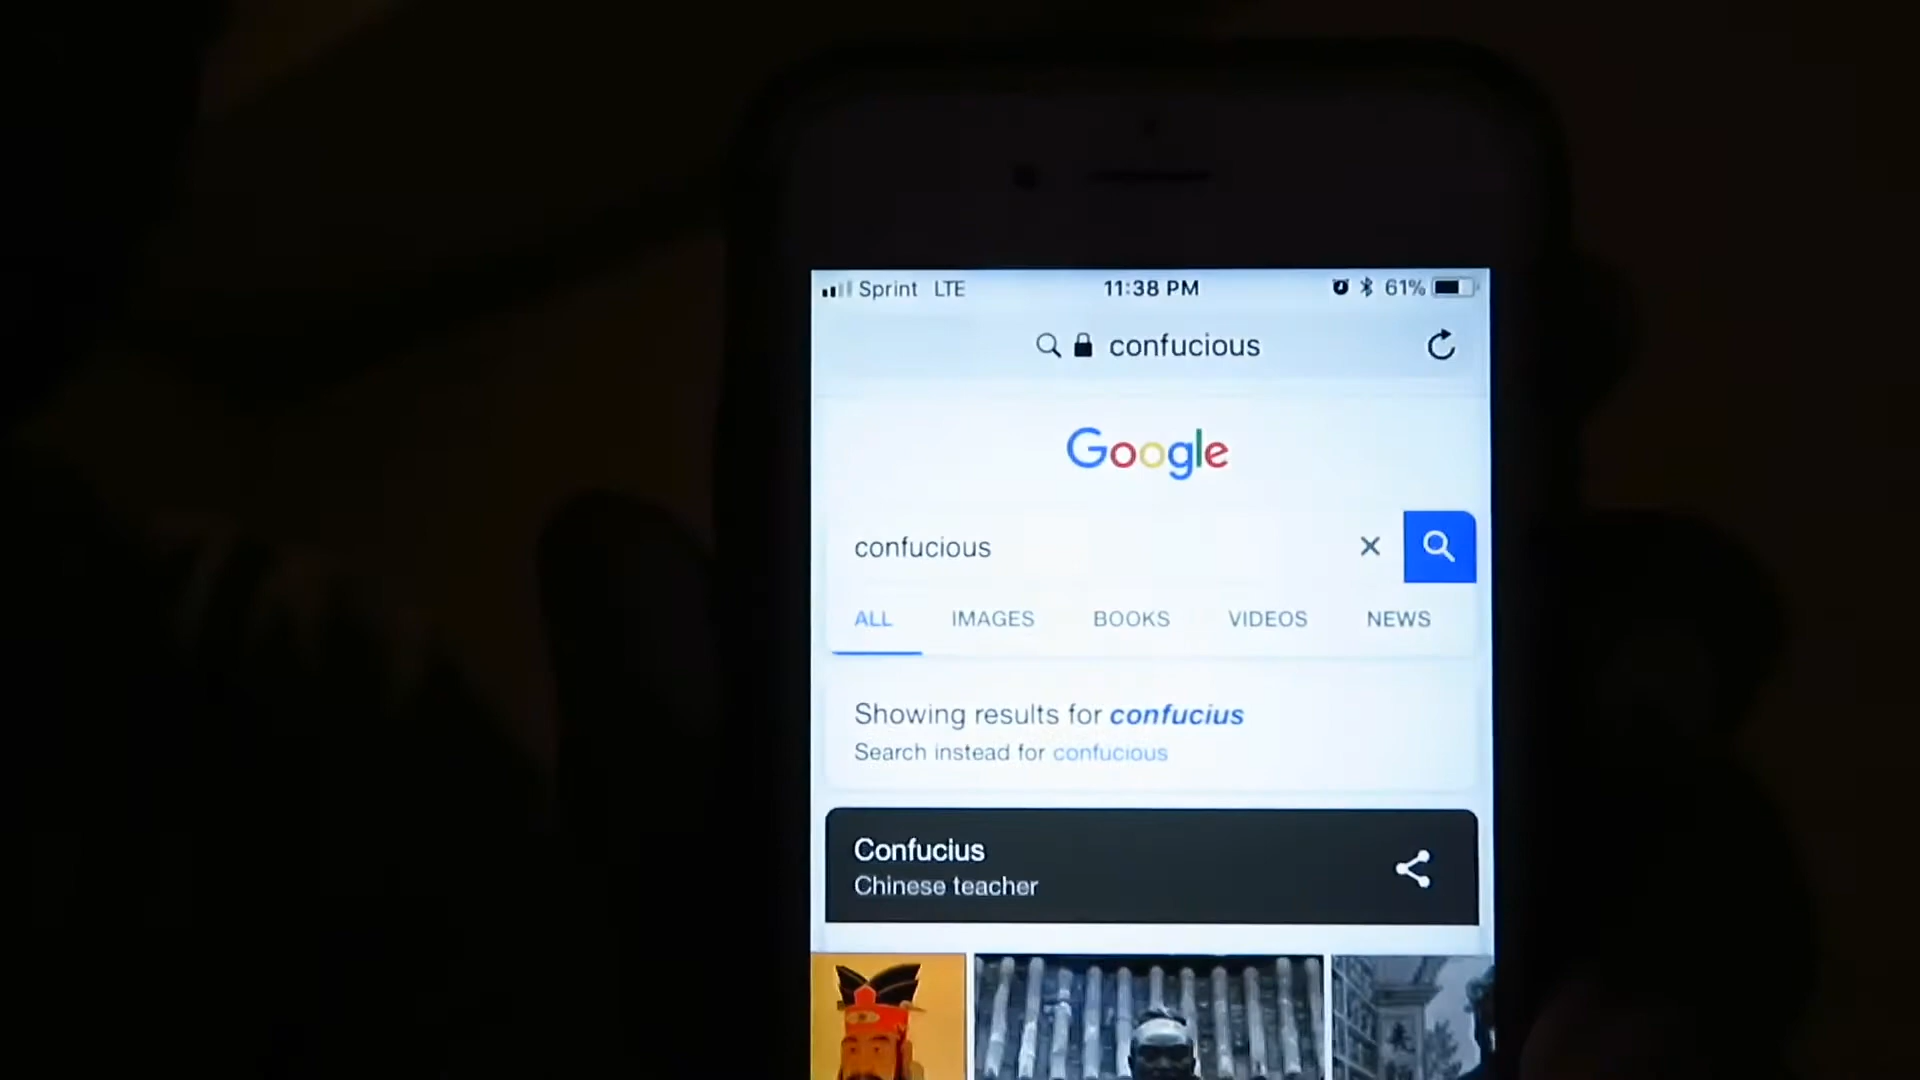 Sprint LTE 11:38 PM 61%
confucious
Google
confucious
ALL IMAGES BOOKS VIDEOS NEWS
Showing results for confucius
Search instead for confucious
Confucius
Chinese teacher